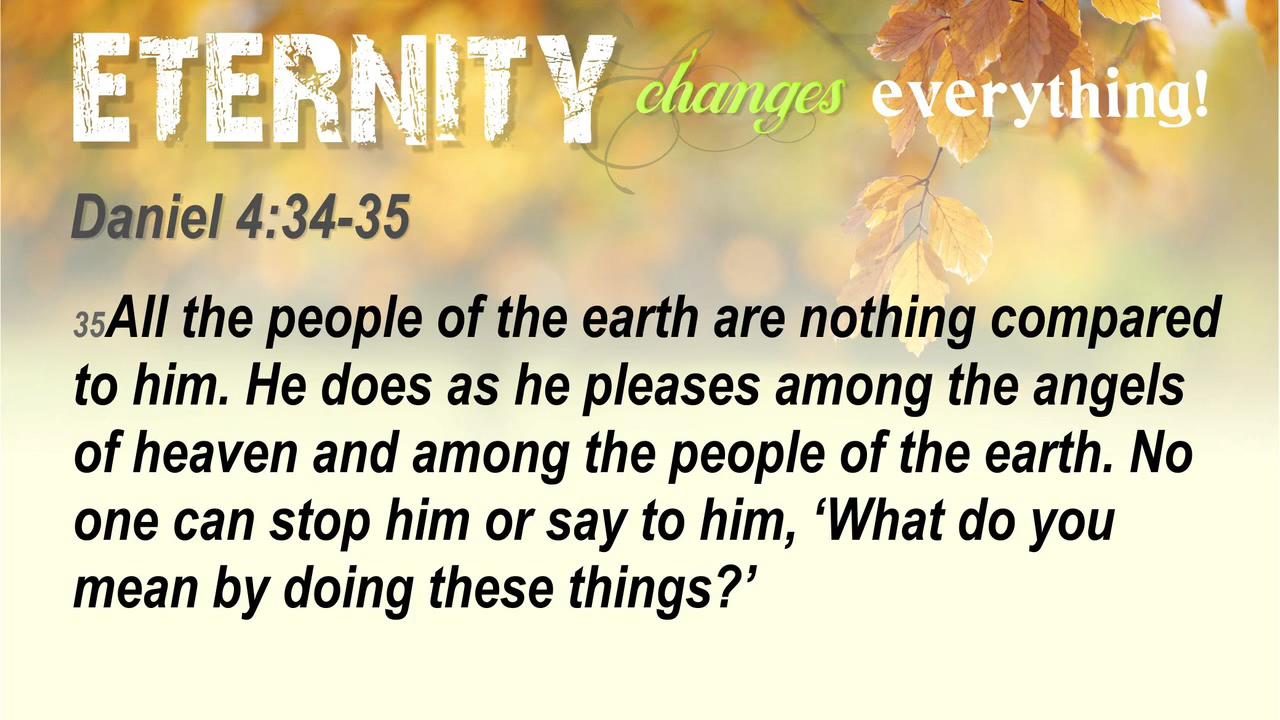 ETERNITY changes everything!
Daniel 4:34-35
35All the people of the earth are nothing compared
to him. He does as he pleases among the angels
of heaven and among the people of the earth. No
one can stop him or say to him, ‘What do you
mean by doing these things?’